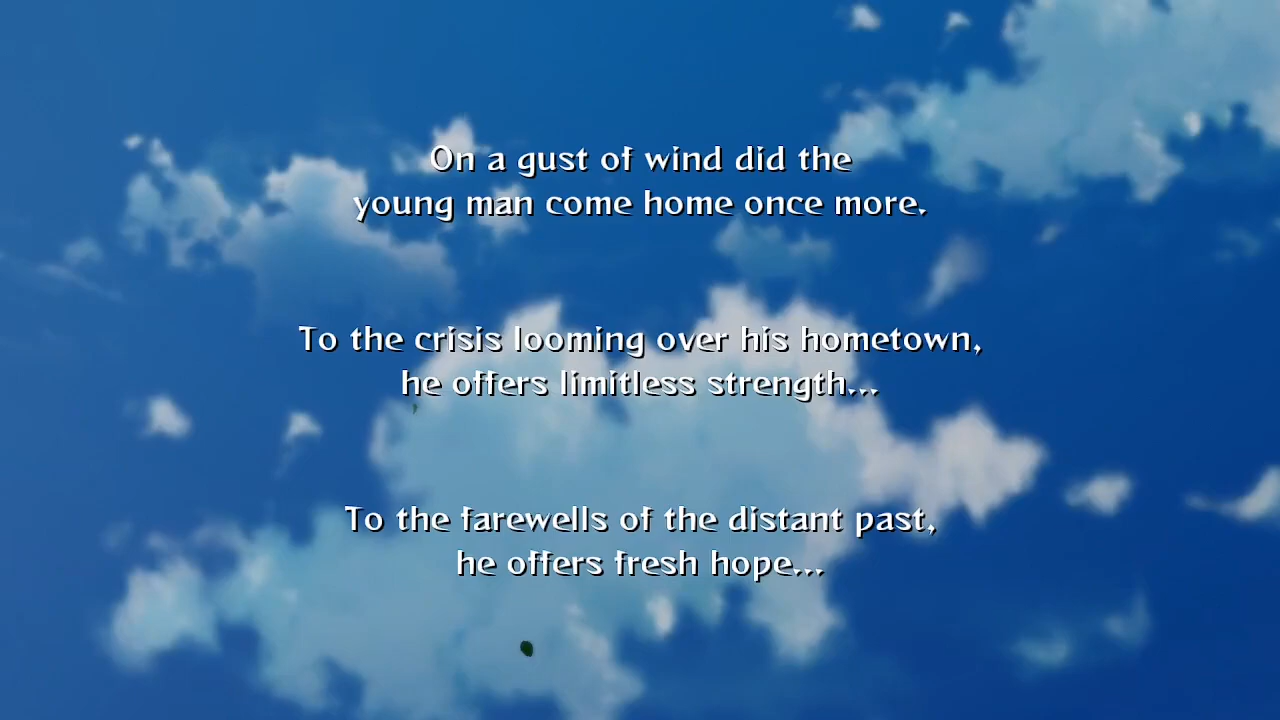 On a gust of wind did the
young man come home once more.
To the crisis looming over his hometown,
he offers limitless strength...
To the farewells of the distant past,
he offers fresh hope...